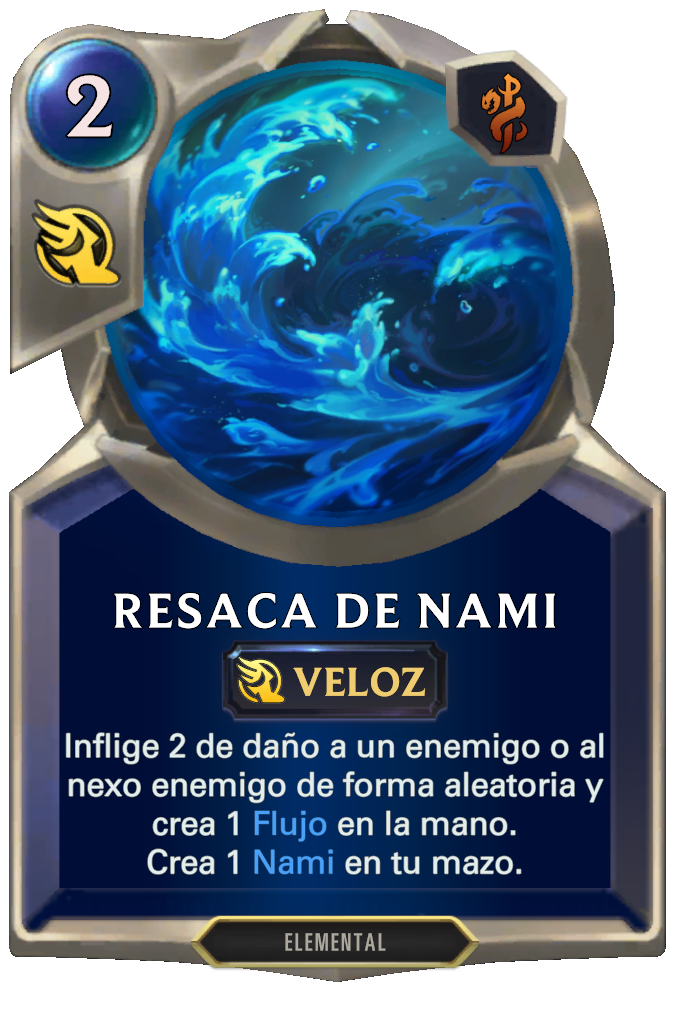 2
RESACA DE NAMI
VELOZ
Inflige 2 de daño a un enemigo o al
nexo enemigo de forma aleatoria y
crea 1 Flujo en la mano.
Crea 1 Nami en tu mazo.
ELEMENTAL